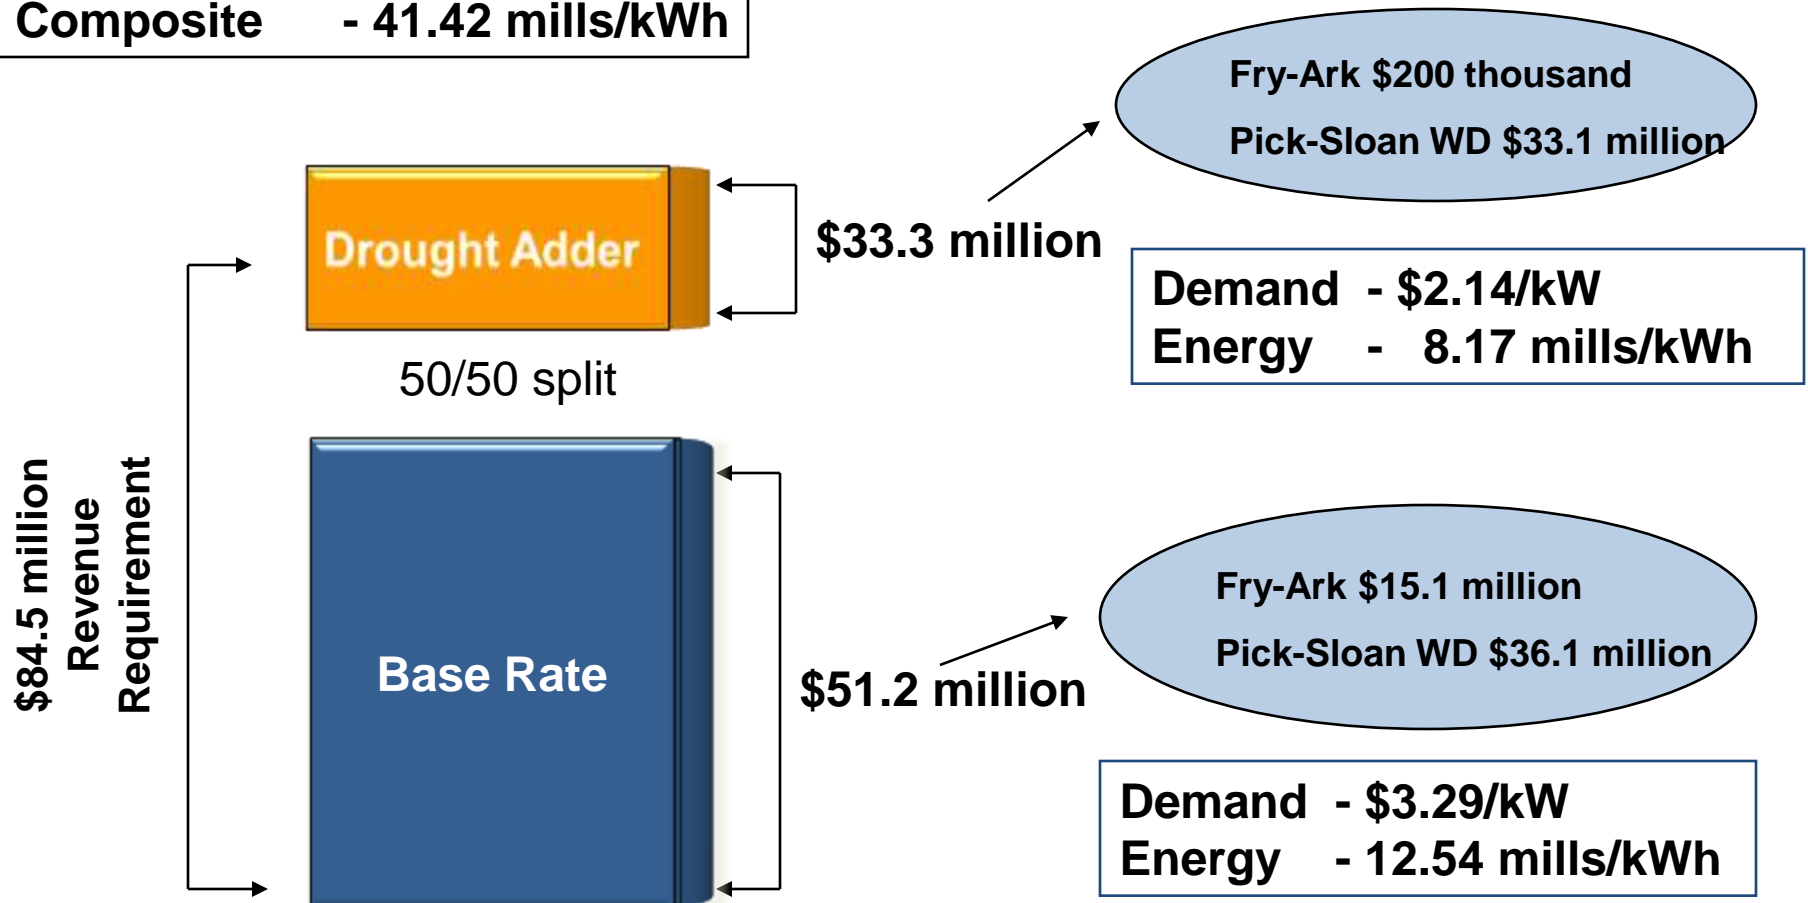 Composite - 41.42 mills/kWh
Fry-Ark $200 thousand
Pick-Sloan WD $33.1 million
Drought Adder
$33.3 million
Demand - $2.14/kW
Energy - 8.17 mills/kWh
50/50 split
$84.5 million
Revenue
Requirement
Base Rate
$51.2 million
Fry-Ark $15.1 million
Pick-Sloan WD $36.1 million
Demand - $3.29/kW
Energy - 12.54 mills/kWh